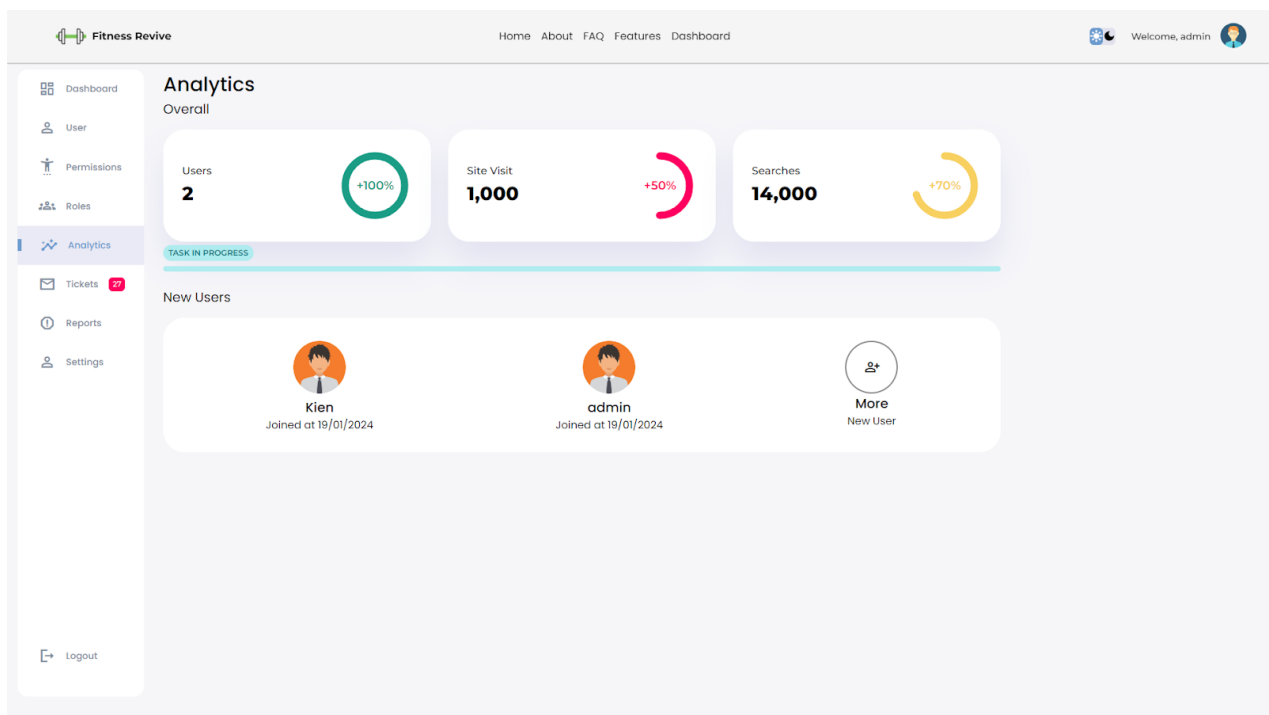 Fitness Revive
Home About FAQ Features Dashboard
Welcome, admin
Dashboard
User
Permissions
Roles
Analytics
Tickets 27
Reports
Settings
Logout
Analytics
Overall
Users
2
+100%
Site Visit
1,000
+50%
Searches
14,000
+70%
TASK IN PROGRESS
New Users
Kien
Joined at 19/01/2024
admin
Joined at 19/01/2024
More
New User